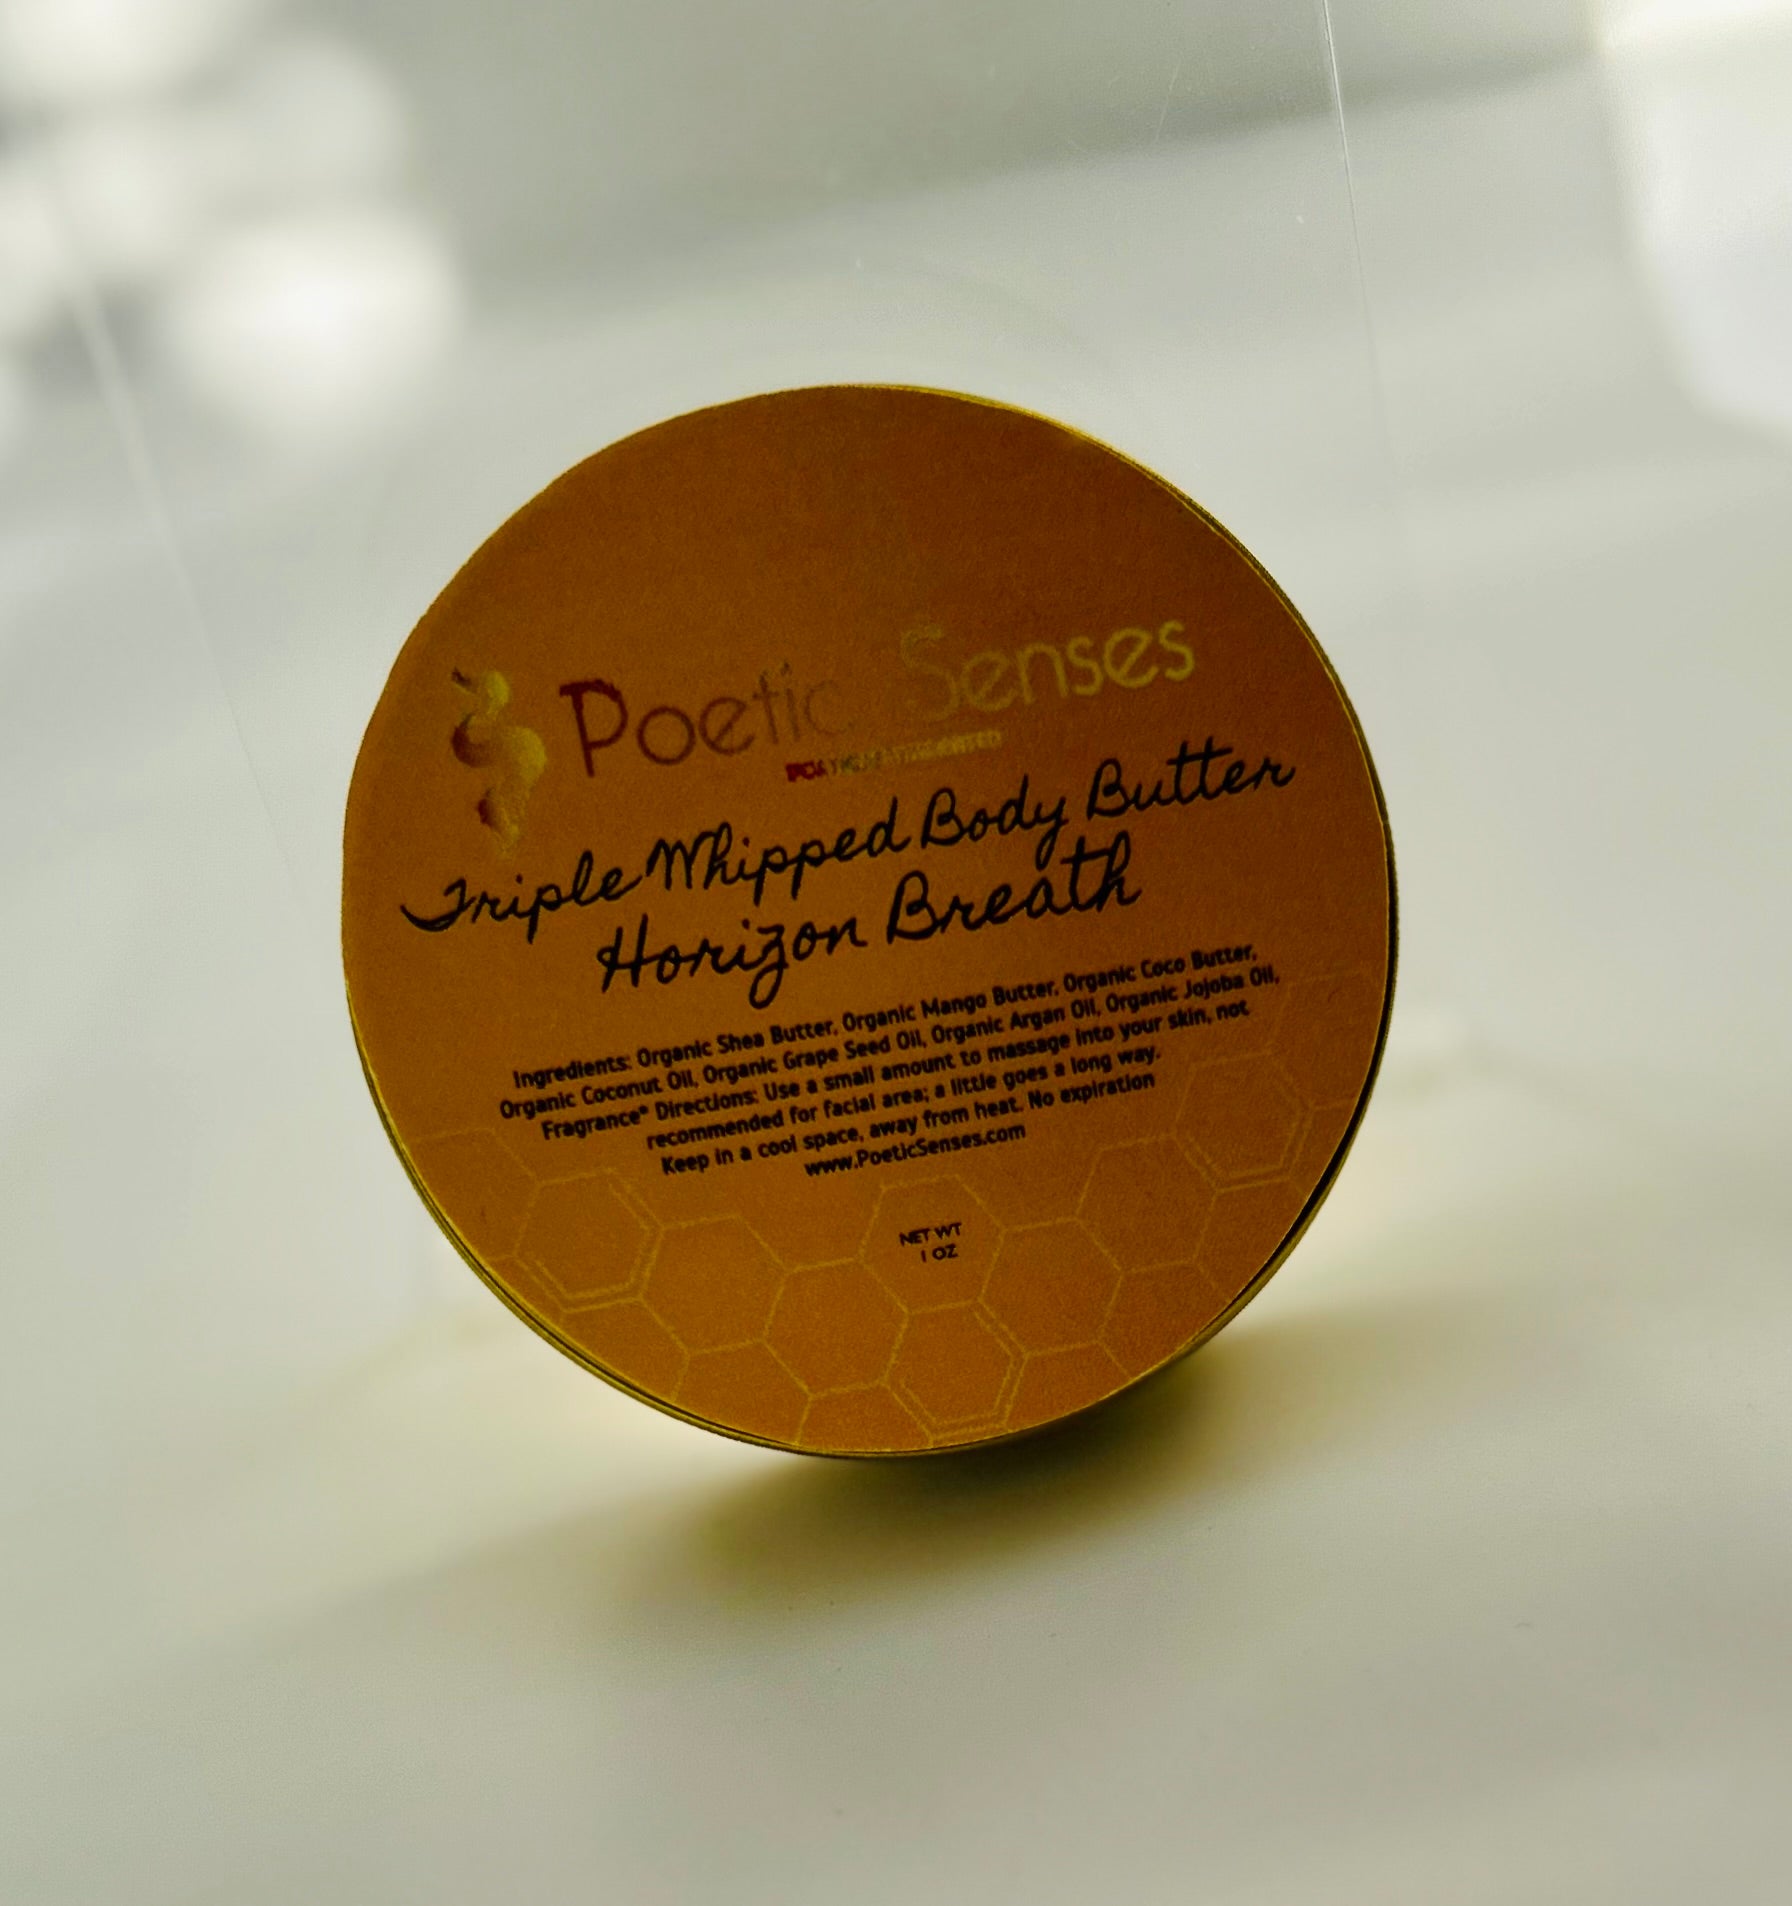 Poetic Senses
Triple Whipped Body Butter
Horizon Breath
Ingredients: Organic Shea Butter, Organic Mango Butter, Organic Coco Butter,
Organic Coconut Oil, Organic Grape Seed Oil, Organic Argan Oil, Organic Jojoba Oil,
Fragrance* Directions: Use a small amount to massage into your skin, not
recommended for facial area; a little goes a long way.
Keep in a cool space, away from heat. No expiration
www.PoeticSenses.com
NET WT
1 OZ